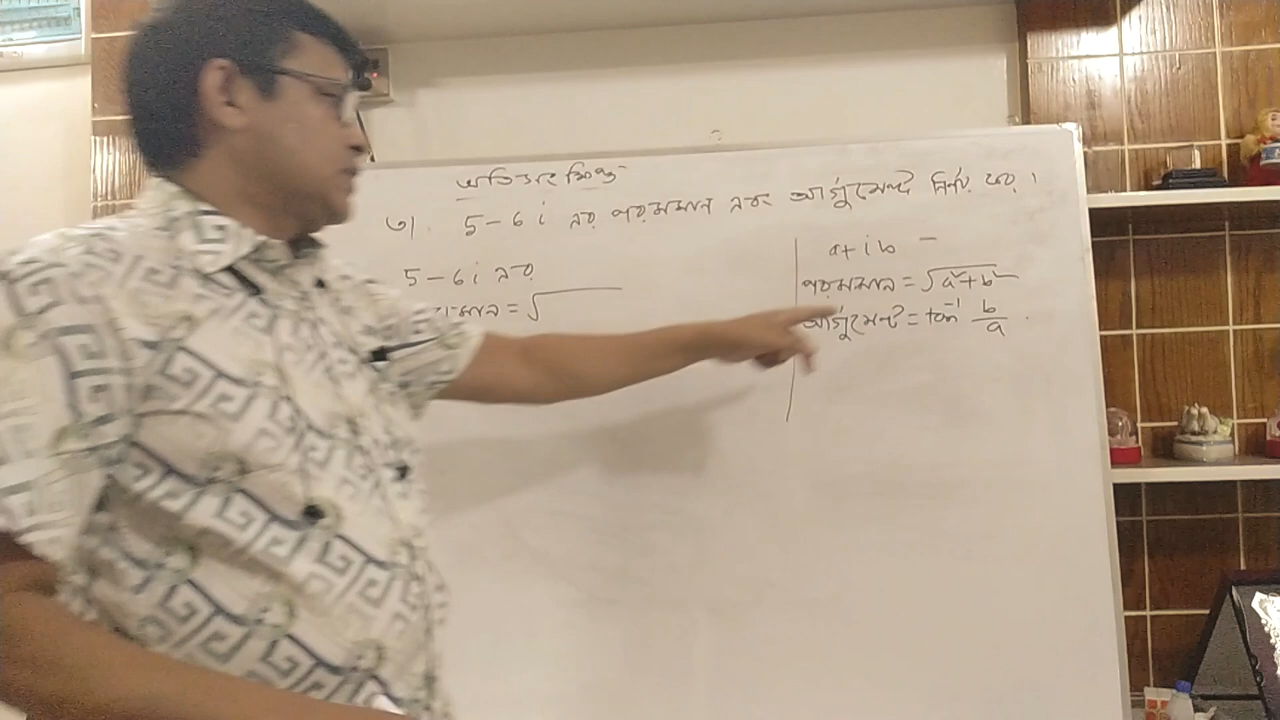 অতিসংক্ষিপ্ত
৩। 5-6i এর পরমমান এবং আর্গুমেন্ট নির্ণয় কর।
5-6i এর
মান = √
a+ib
পরমমান = √a²+b²
আর্গুমেন্ট = tan⁻¹ b/a